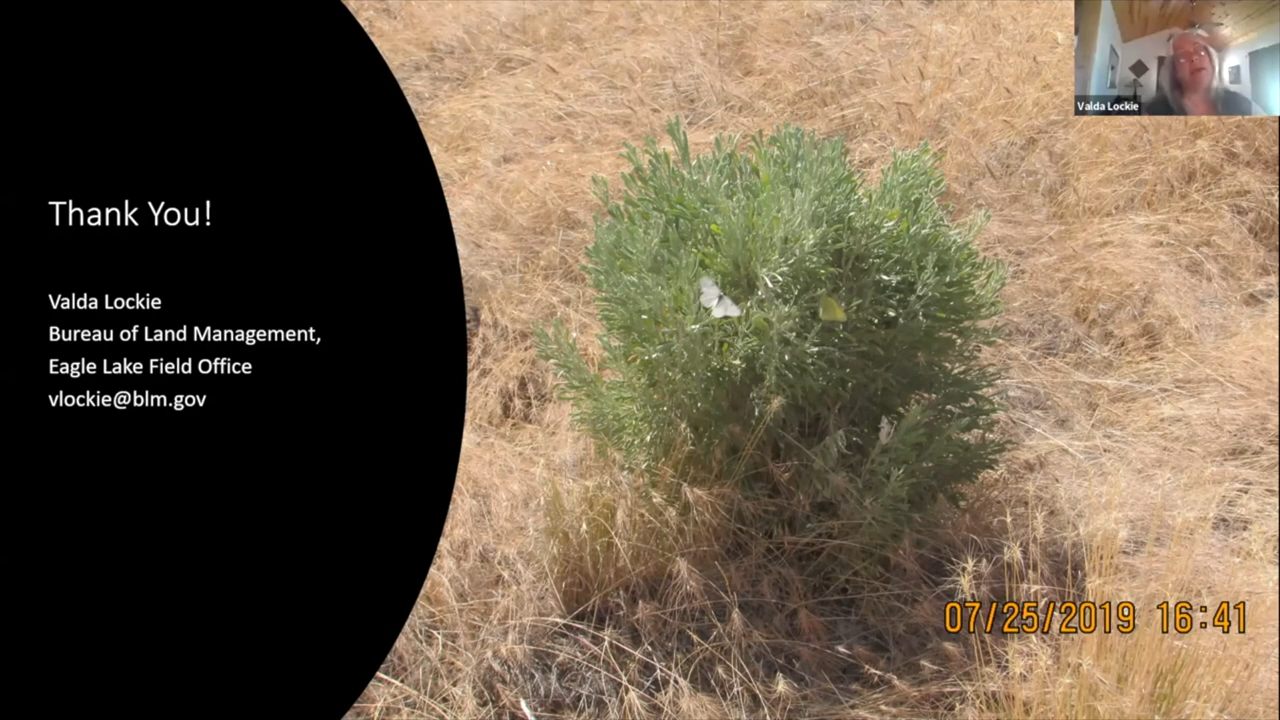 Valda Lockie
Thank You!
Valda Lockie
Bureau of Land Management,
Eagle Lake Field Office
vlockie@blm.gov
07/25/2019 16:41